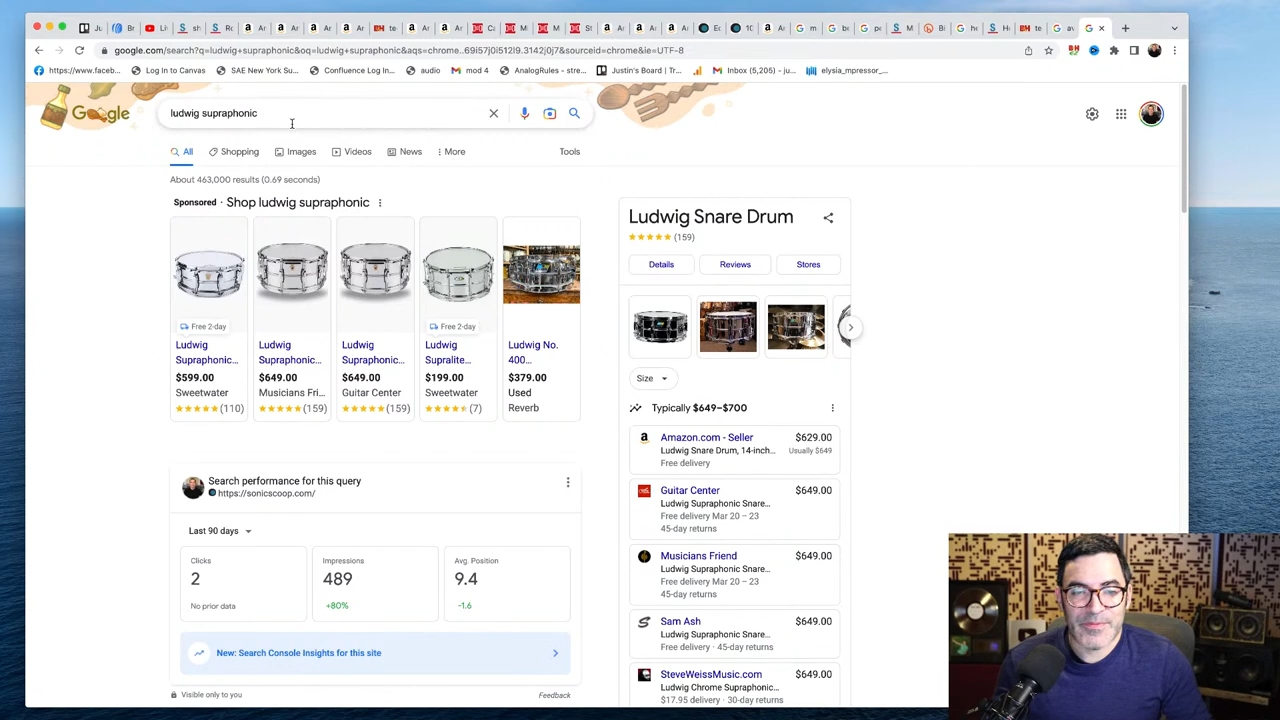 google.com/search?q=ludwig+supraphonic&oq=ludwig+supraphonic&aqs=chrome..69i57j0i512l9.3142j0j7&sourceid=chrome&ie=UTF-8
https://www.faceb...
Log In to Canvas
SAE New York Su...
Confluence Log In...
audio
mod 4
AnalogRules - stre...
Justin's Board | Tr...
Inbox (5,205) - ju...
elysia_mpressor_...
ludwig supraphonic
All
Shopping
Images
Videos
News
More
Tools
About 463,000 results (0.69 seconds)
Sponsored · Shop ludwig supraphonic
Free 2-day
Ludwig
Supraphonic...
$599.00
Sweetwater
(110)
Ludwig
Supraphonic...
$649.00
Musicians Fri...
(159)
Ludwig
Supraphonic...
$649.00
Guitar Center
(159)
Free 2-day
Ludwig
Supralite...
$199.00
Sweetwater
(7)
Ludwig No.
400...
$379.00
Used
Reverb
Search performance for this query
https://sonicscoop.com/
Last 90 days
Clicks
2
No prior data
Impressions
489
+80%
Avg. Position
9.4
-1.6
New: Search Console Insights for this site
Visible only to you
Feedback
Ludwig Snare Drum
(159)
Details
Reviews
Stores
Size
Typically $649–$700
Amazon.com - Seller
$629.00
Ludwig Snare Drum, 14-inch...
Usually $649
Free delivery
Guitar Center
$649.00
Ludwig Supraphonic Snare...
Free delivery Mar 20 – 23
45-day returns
Musicians Friend
$649.00
Ludwig Supraphonic Snare...
Free delivery Mar 20 – 23
45-day returns
Sam Ash
$649.00
Ludwig Supraphonic Snare...
Free delivery · 45-day returns
SteveWeissMusic.com
$649.00
Ludwig Chrome Supraphonic...
$17.95 delivery · 30-day returns